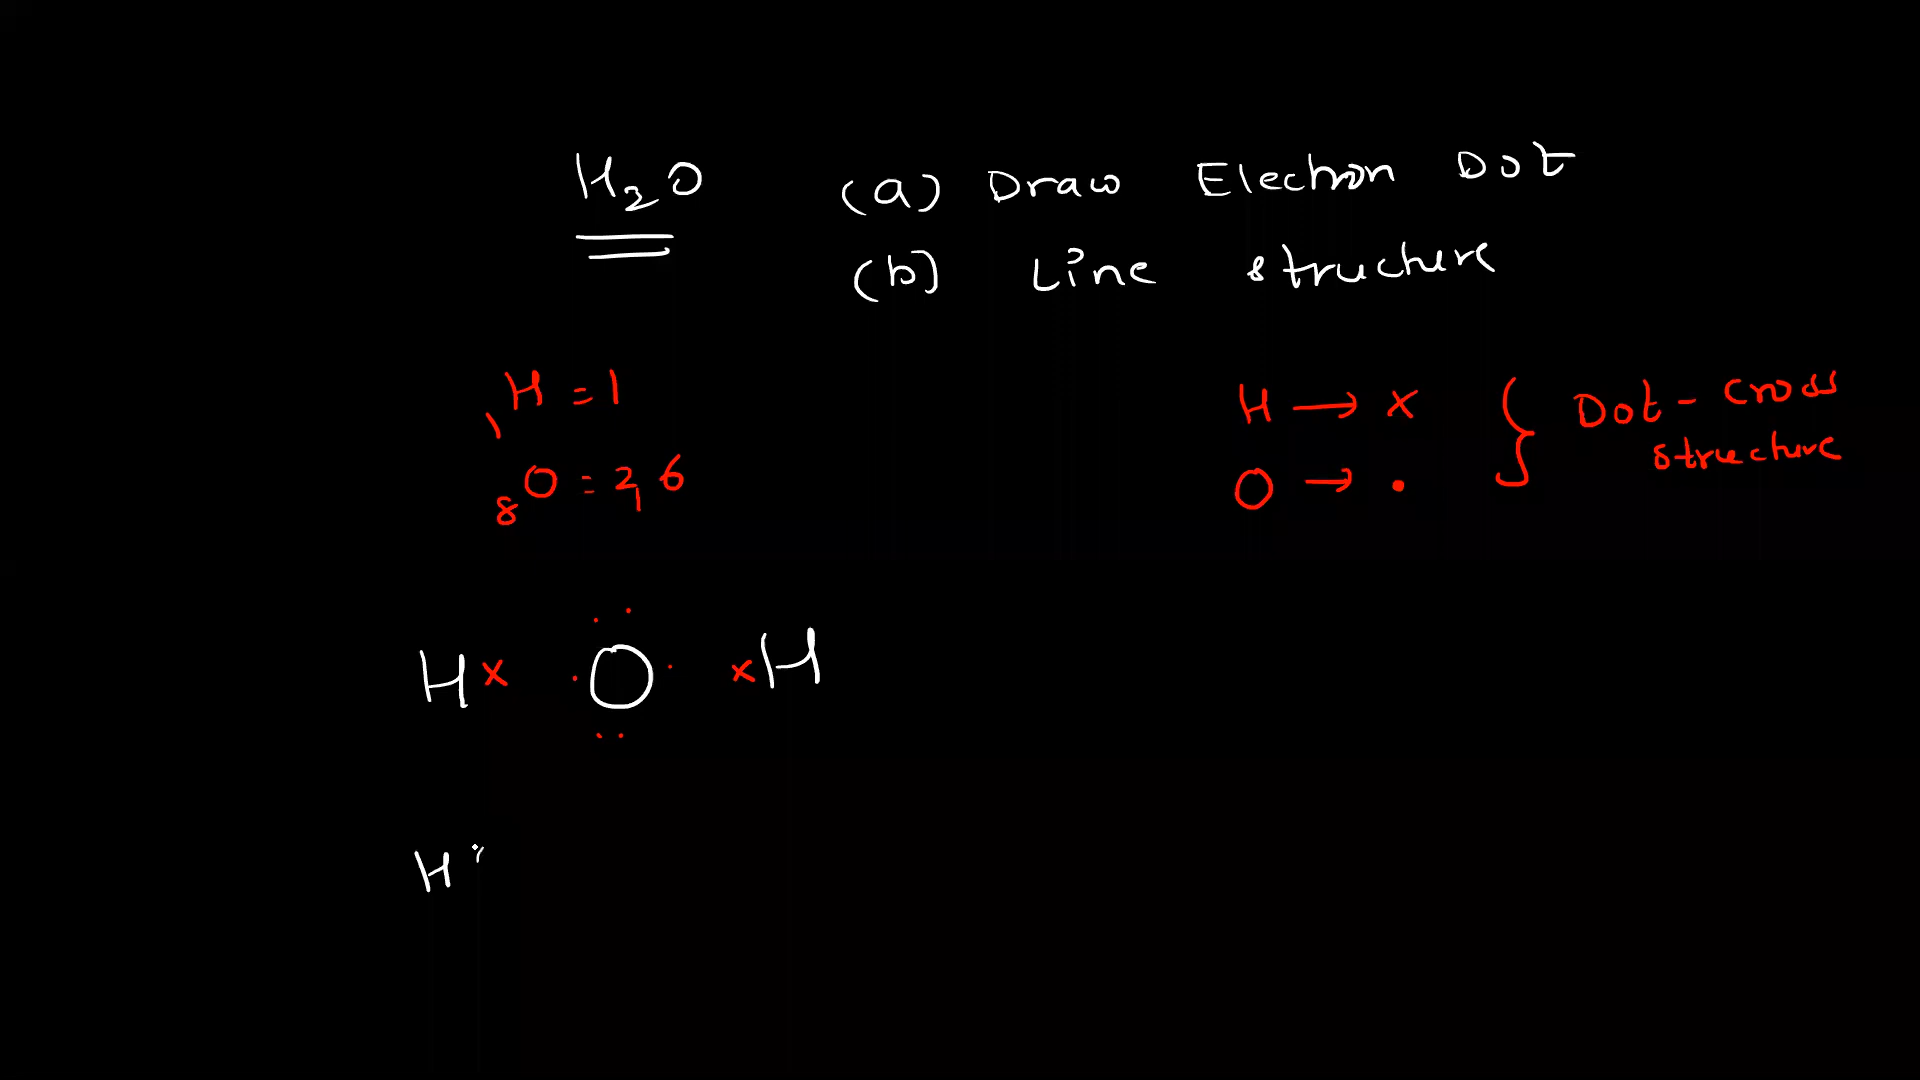 H₂O (a) Draw Electron Dot
(b) Line structure
₁H = 1
₈O = 2,6
H → x } Dot - cross
O → • structure
H x · O · x H
H